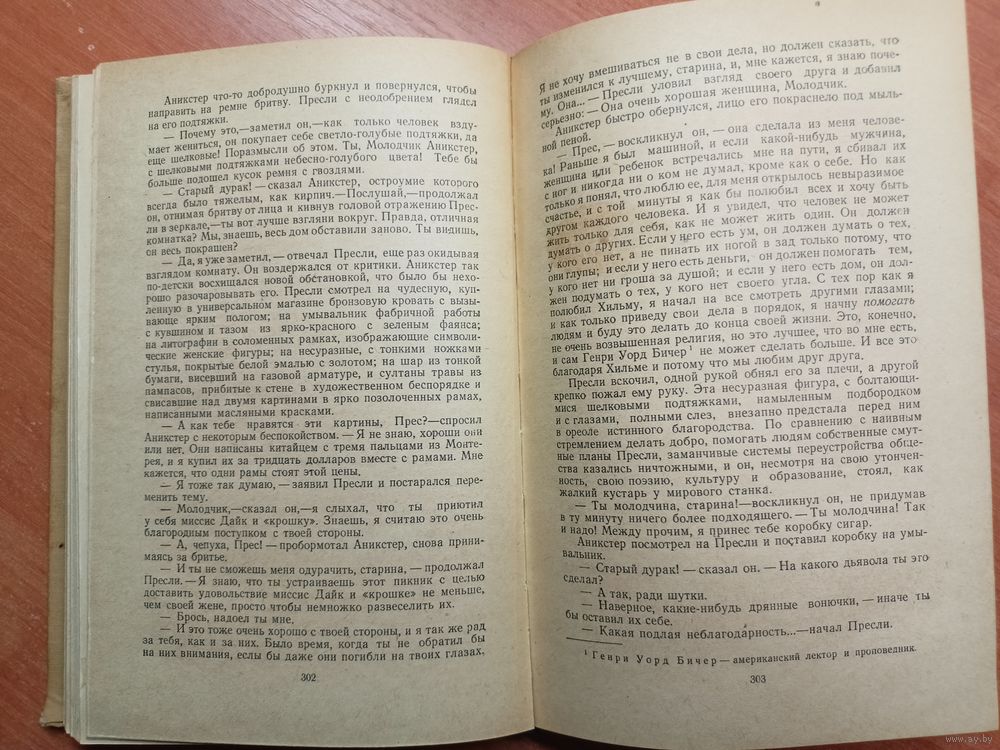 Аникстер что-то добродушно буркнул и повернулся, чтобы
направить на ремне бритву. Пресли с неодобрением глядел
на его подтяжки.
— Почему это,—заметил он,—как только человек взду-
мает жениться, он покупает себе светло-голубые подтяжки, да
еще шелковые! Поразмысли об этом. Ты, Молодчик Аникстер,
с шелковыми подтяжками небесно-голубого цвета! Тебе бы
больше подошел кусок ремня с гвоздями.
— Старый дурак! — сказал Аникстер, остроумие которого
всегда было тяжелым, как кирпич.—Послушай,—продолжал
он, отнимая бритву от лица и кивнув головой отражению Прес-
ли в зеркале,—ты вот лучше взгляни вокруг. Правда, отличная
комнатка? Мы, знаешь, весь дом обставили заново. Ты видишь,
он весь покрашен?
— Да, я уже заметил,— отвечал Пресли, еще раз окидывая
взглядом комнату. Он воздержался от критики. Аникстер так
по-детски восхищался новой обстановкой, что было бы нехо-
рошо разочаровывать его. Пресли смотрел на чудесную, куп-
ленную в универсальном магазине бронзовую кровать с вызы-
вающе ярким пологом; на умывальник фабричной работы
с кувшином и тазом из ярко-красного с зеленым фаянса;
на литографии в соломенных рамках, изображающие символи-
ческие женские фигуры; на несуразные, с тонкими ножками
стулья, покрытые белой эмалью с золотом; на шар из тонкой
бумаги, висевший на газовой арматуре, и султаны травы из
пампасов, прибитые к стене в художественном беспорядке и
свисавшие над двумя картинами в ярко позолоченных рамах,
написанными масляными красками.
— А как тебе нравятся эти картины, Прес?—спросил
Аникстер с некоторым беспокойством. — Я не знаю, хороши они
или нет. Они написаны китайцем с тремя пальцами из Монте-
рея, и я купил их за тридцать долларов вместе с рамами. Мне
кажется, что одни рамы стоят этой цены.
— Я тоже так думаю, — заявил Пресли и постарался пере-
менить тему.
— Молодчик,—сказал он,—я слыхал, что ты приютил
у себя миссис Дайк и «крошку». Знаешь, я считаю это очень
благородным поступком с твоей стороны.
— А, чепуха, Прес! — пробормотал Аникстер, снова прини-
маясь за бритье.
— И ты не сможешь меня одурачить, старина, — продолжал
Пресли.—Я знаю, что ты устраиваешь этот пикник с целью
доставить удовольствие миссис Дайк и «крошке» не меньше,
чем своей жене, просто чтобы немножко развеселить их.
— Брось, надоел ты мне.
— И это тоже очень хорошо с твоей стороны, и я так же рад
за тебя, как и за них. Было время, когда ты не обратил бы
на них внимания, если бы даже они погибли на твоих глазах.
302
Я не хочу вмешиваться не в свои дела, но должен сказать, что
ты изменился к лучшему, старина, и, мне кажется, я знаю поче-
му. Она... — Пресли уловил взгляд своего друга и добавил
серьезно: — Она очень хорошая женщина, Молодчик.
Аникстер быстро обернулся, лицо его покраснело под мыль-
ной пеной.
— Прес, — воскликнул он, — она сделала из меня челове-
ка! Раньше я был машиной, и если какой-нибудь мужчина,
женщина или ребенок встречались мне на пути, я сбивал их
с ног и никогда ни о ком не думал, кроме как о себе. Но как
только я понял, что люблю ее, для меня открылось невыразимое
счастье, и с той минуты я как бы полюбил всех и хочу быть
другом каждого человека. И я увидел, что человек не может
жить только для себя, как не может жить один. Он должен
думать о других. Если у него есть ум, он должен думать о тех,
у кого его нет, а не пинать их ногой в зад только потому, что
они глупы; и если у него есть деньги, он должен помогать тем,
у кого нет ни гроша за душой; и если у него есть дом, он дол-
жен подумать о тех, у кого нет своего угла. С тех пор как я
полюбил Хильму, я начал на все смотреть другими глазами;
и как только приведу свои дела в порядок, я начну помогать
людям и буду это делать до конца своей жизни. Это, конечно,
не очень возвышенная религия, но это лучшее, что во мне есть,
и сам Генри Уорд Бичер¹ не может сделать больше. И все это
благодаря Хильме и потому что мы любим друг друга.
Пресли вскочил, одной рукой обнял его за плечи, а другой
крепко пожал ему руку. Эта несуразная фигура, с болтающи-
мися шелковыми подтяжками, намыленным подбородком
и с глазами, полными слез, внезапно предстала перед ним
в ореоле истинного благородства. По сравнению с наивным
стремлением делать добро, помогать людям собственные смут-
ные планы Пресли, заманчивые системы переустройства обще-
ства казались ничтожными, и он, несмотря на свою утончен-
ность, свою поэзию, культуру и образование, стоял, как
жалкий кустарь у мирового станка.
— Ты молодчина, старина!—воскликнул он, не придумав
в ту минуту ничего более подходящего. — Ты молодчина! Так
и надо! Между прочим, я принес тебе коробку сигар.
Аникстер посмотрел на Пресли и поставил коробку на умы-
вальник.
— Старый дурак! — сказал он. — На какого дьявола ты это
сделал?
— А так, ради шутки.
— Наверное, какие-нибудь дрянные вонючки, — иначе ты
бы оставил их себе.
— Какая подлая неблагодарность...—начал Пресли.
¹ Генри Уорд Бичер — американский лектор и проповедник.
303
www.ay.by